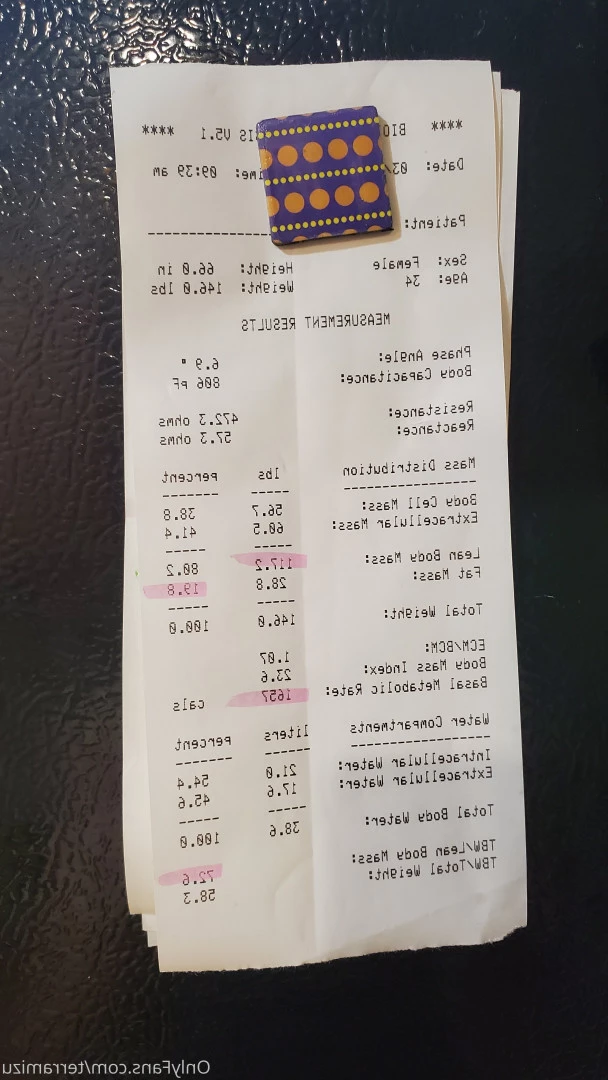 **** BIO IS V5.1 ****
Date: 03/ me: 09:39 am
Patient:
Sex: Female Height: 66.0 in
Age: 34 Weight: 146.0 lbs
MEASUREMENT RESULTS
Phase Angle: 6.9 °
Body Capacitance: 806 pF
Resistance: 472.3 ohms
Reactance: 57.3 ohms
Mass Distribution lbs percent
Body Cell Mass: 56.7 38.8
Extracellular Mass: 60.5 41.4
Lean Body Mass: 117.2 80.2
Fat Mass: 28.8 19.8
Total Weight: 146.0 100.0
ECM/BCM: 1.07
Body Mass Index: 23.6
Basal Metabolic Rate: 1657 cals
Water Compartments liters percent
Intracellular Water: 21.0 54.4
Extracellular Water: 17.6 45.6
Total Body Water: 38.6 100.0
TBW/Lean Body Mass: 72.6
TBW/Total Weight: 58.3
OnlyFans.com/terramizu